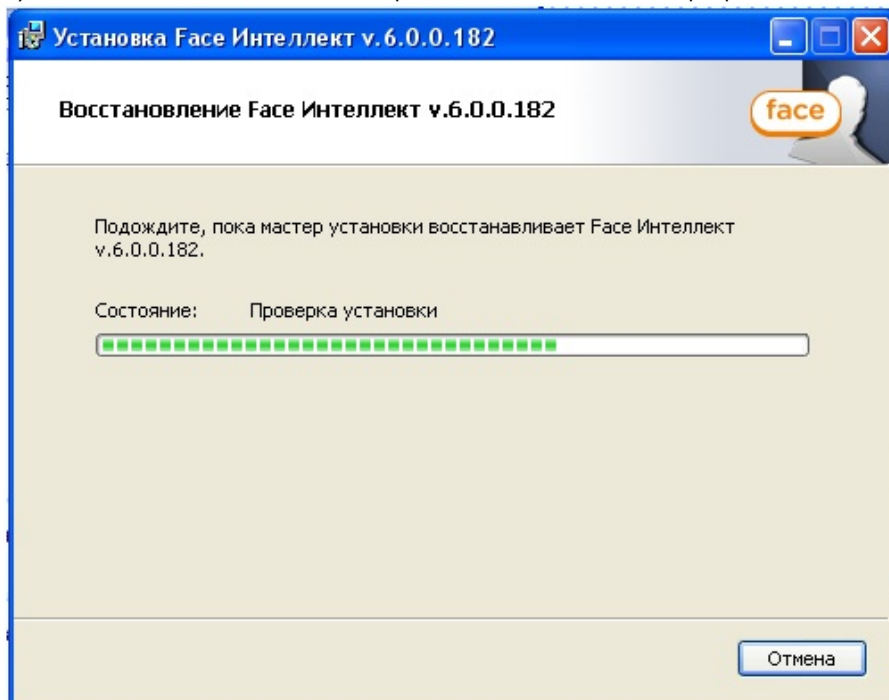 Установка Face Интеллект v.6.0.0.182
Восстановление Face Интеллект v.6.0.0.182
face
Подождите, пока мастер установки восстанавливает Face Интеллект
v.6.0.0.182.
Состояние: Проверка установки
Отмена